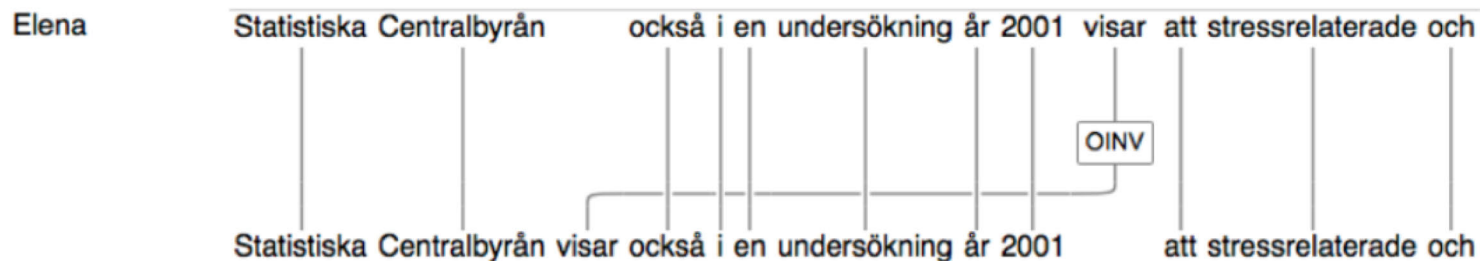 Elena Statistiska Centralbyrån också i en undersökning år 2001 visar att stressrelaterade och
OINV
Statistiska Centralbyrån visar också i en undersökning år 2001 att stressrelaterade och